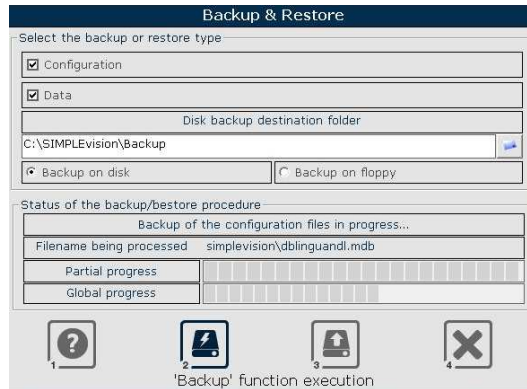 Backup & Restore
Select the backup or restore type
Configuration
Data
Disk backup destination folder
C:\SIMPLEvision\Backup
Backup on disk
Backup on floppy
Status of the backup/bestore procedure
Backup of the configuration files in progress...
Filename being processed simplevision\dblinguandl.mdb
Partial progress
Global progress
1 2 3 4
'Backup' function execution